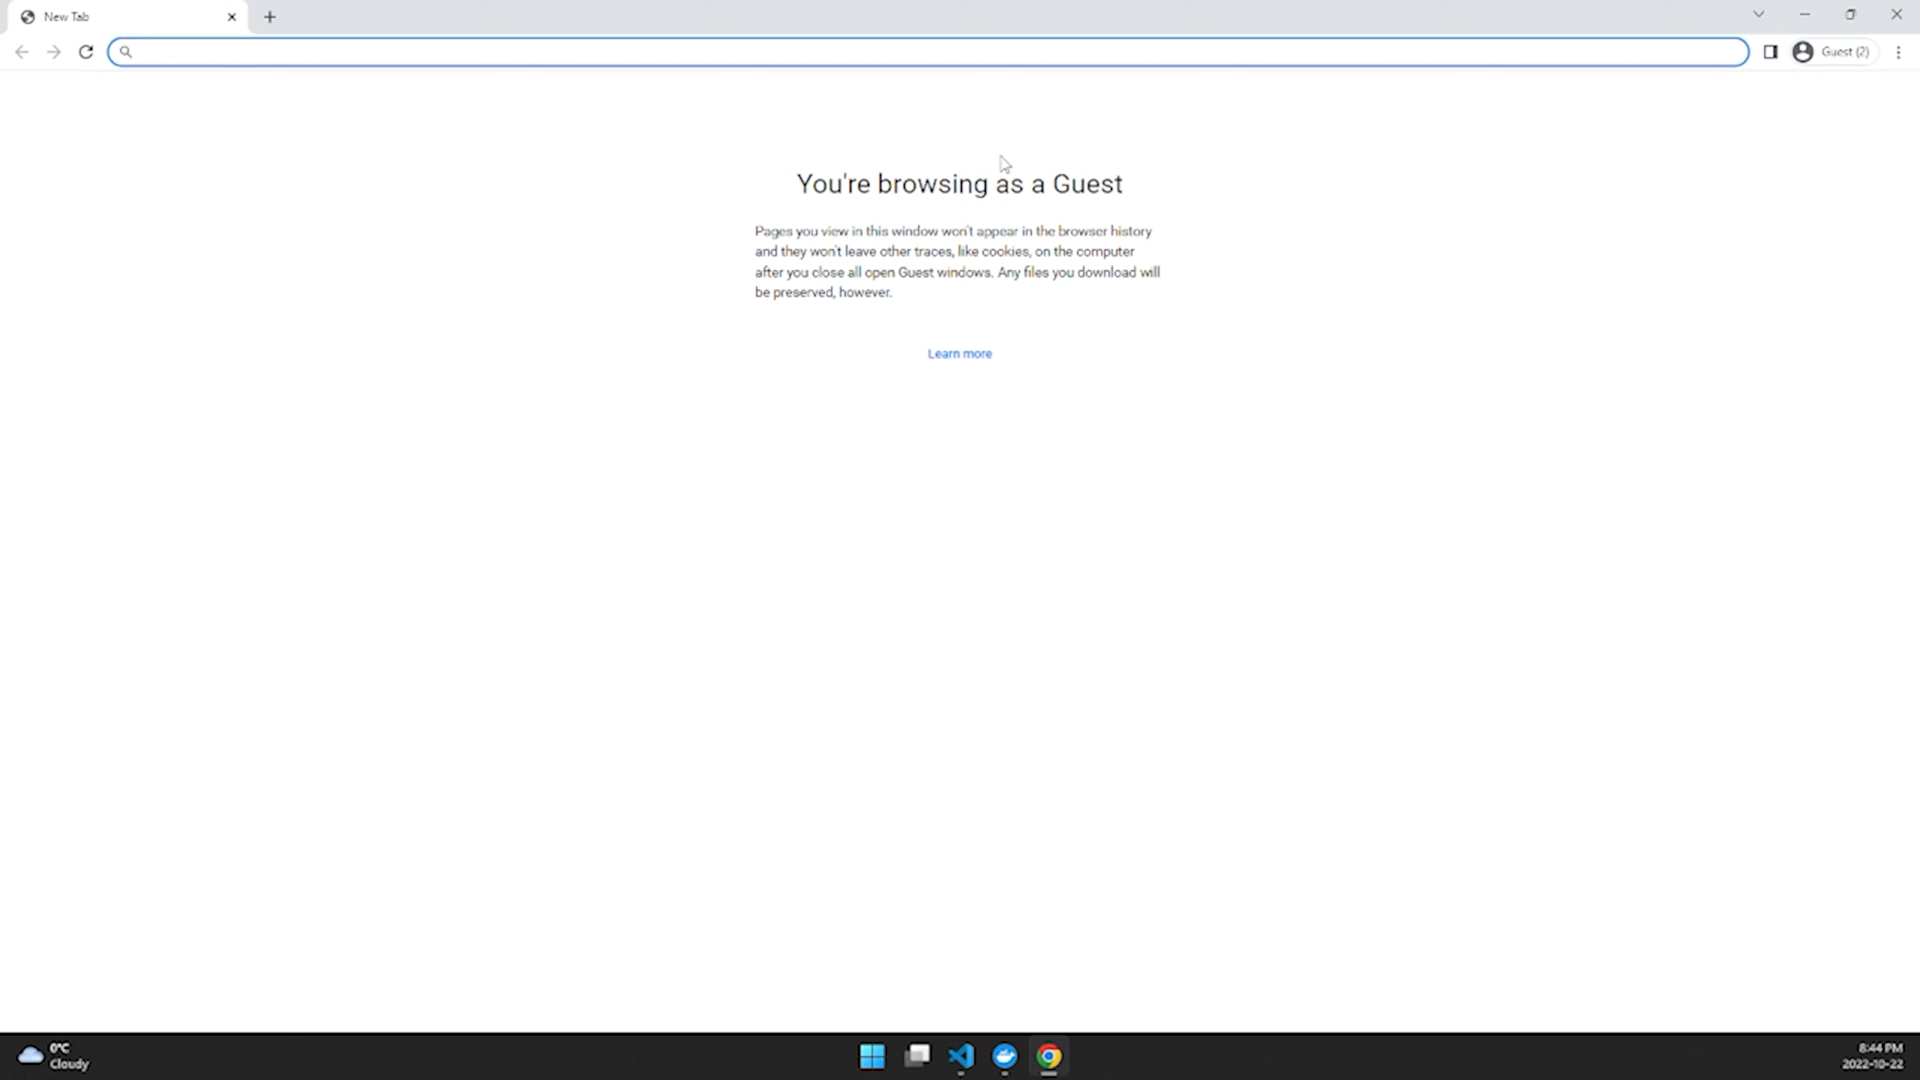 New Tab
Guest (2)
You're browsing as a Guest
Pages you view in this window won't appear in the browser history
and they won't leave other traces, like cookies, on the computer
after you close all open Guest windows. Any files you download will
be preserved, however.
Learn more
0°C
Cloudy
8:44 PM
2022-10-22